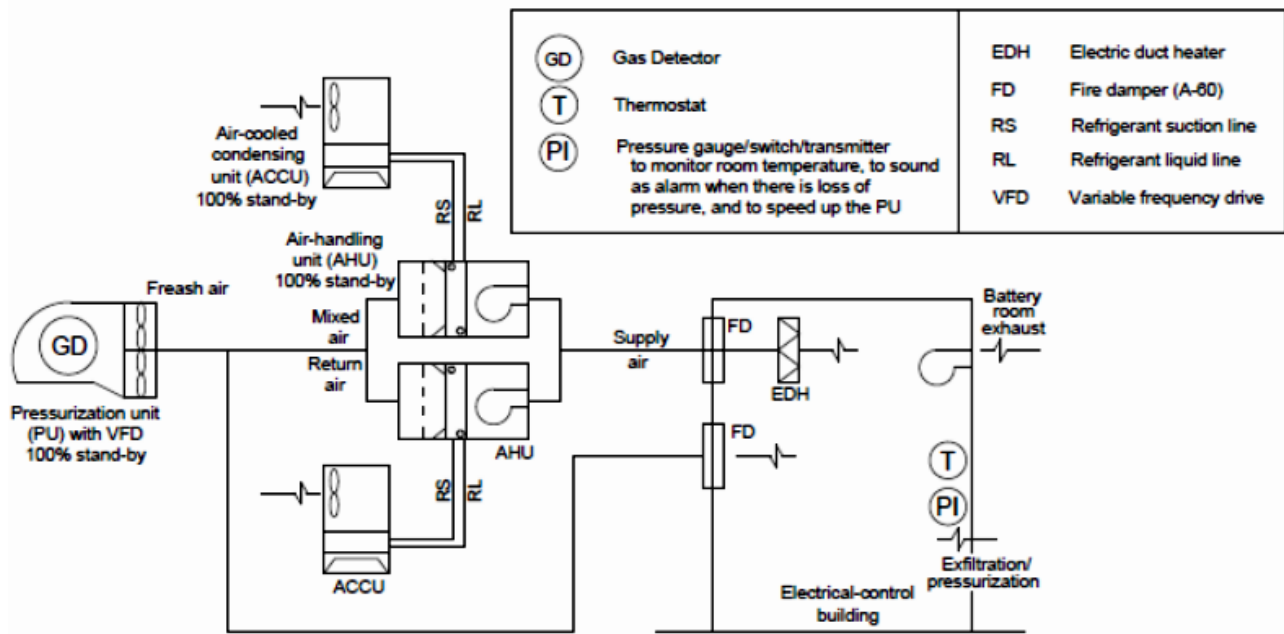 GD
Gas Detector
T
Thermostat
PI
Pressure gauge/switch/transmitter
to monitor room temperature, to sound
as alarm when there is loss of
pressure, and to speed up the PU
EDH
Electric duct heater
FD
Fire damper (A-60)
RS
Refrigerant suction line
RL
Refrigerant liquid line
VFD
Variable frequency drive
Air-cooled
condensing
unit (ACCU)
100% stand-by
RS
RL
Air-handling
unit (AHU)
100% stand-by
Freash air
GD
Mixed
air
Return
air
Pressurization unit
(PU) with VFD
100% stand-by
AHU
RS
RL
ACCU
Supply
air
FD
EDH
FD
Battery
room
exhaust
T
PI
Exfiltration/
pressurization
Electrical-control
building